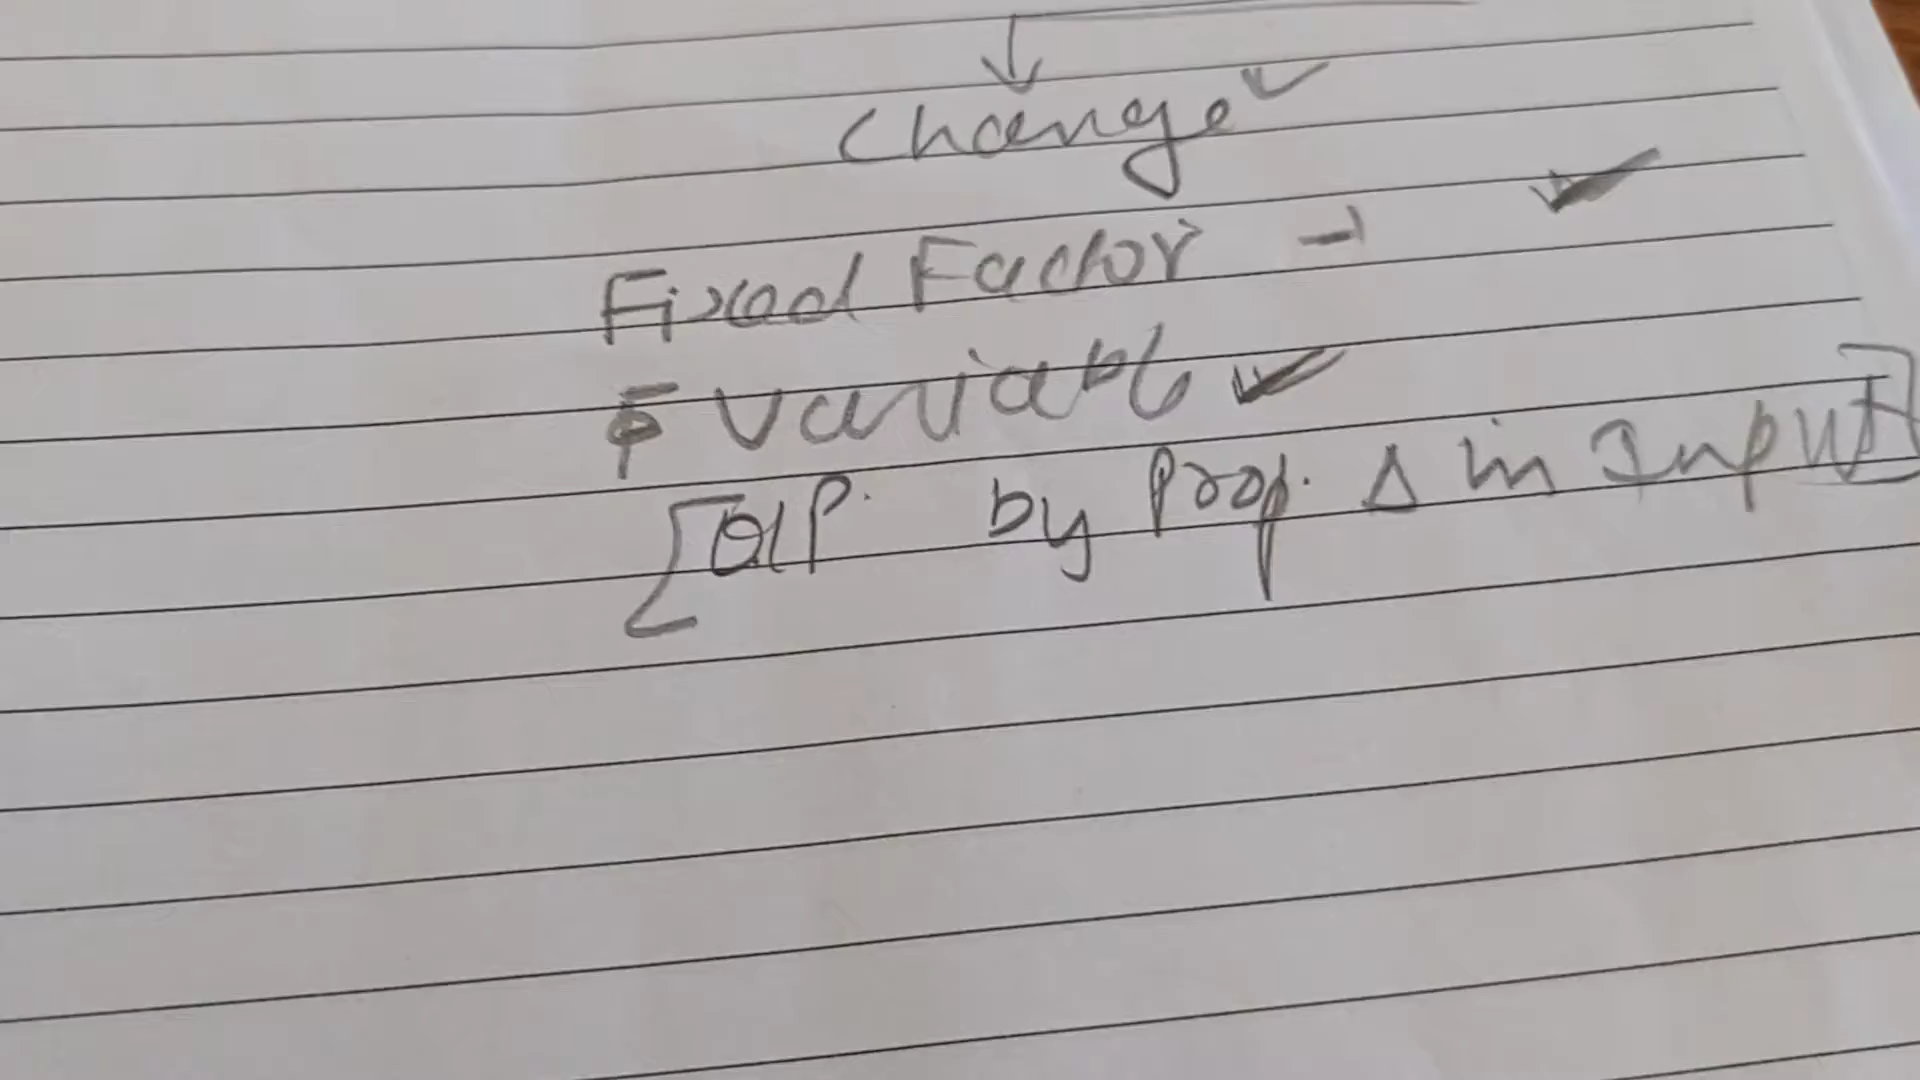 Change
Fixed Factor -
F Variable
[O/P. by Prop. Δ in Input]